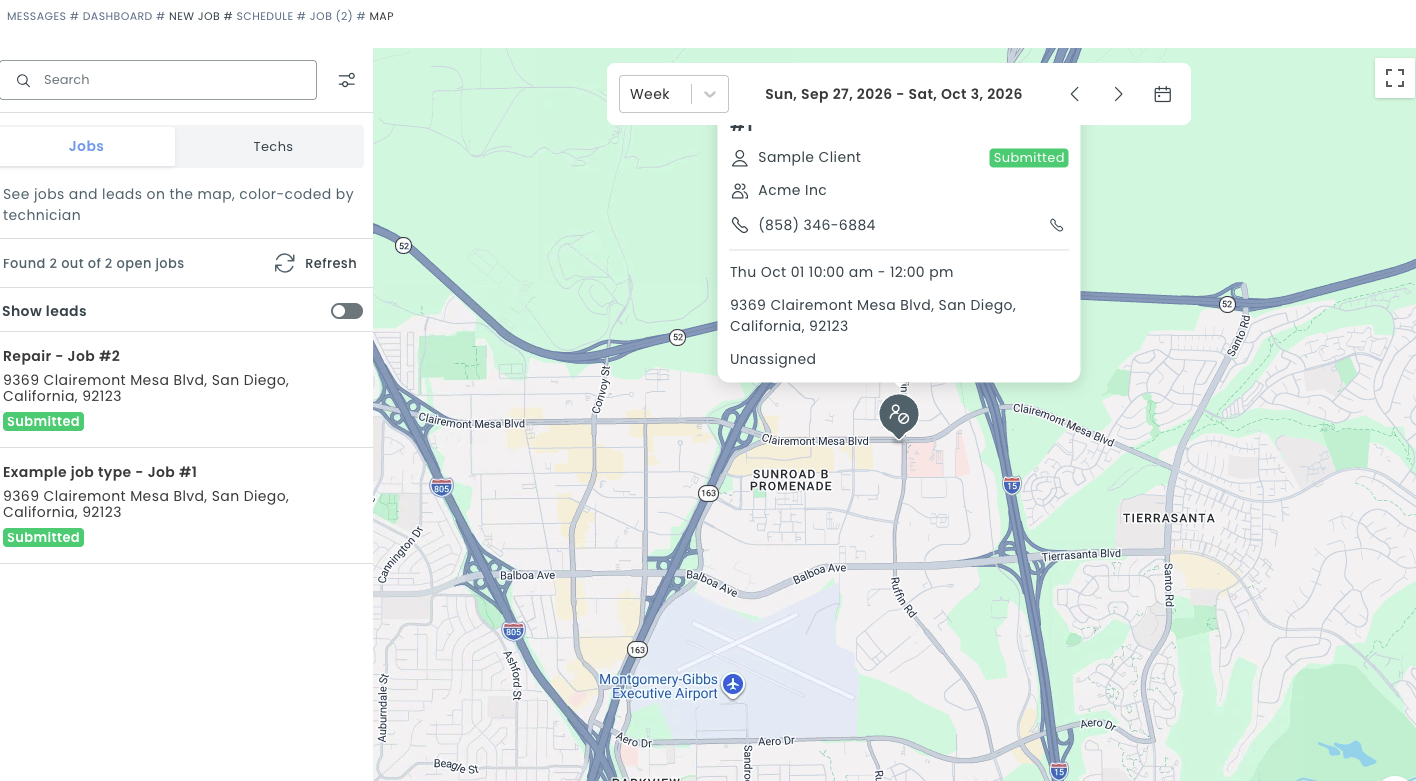 MESSAGES # DASHBOARD # NEW JOB # SCHEDULE # JOB (2) # MAP
Search
Week
Sun, Sep 27, 2026 - Sat, Oct 3, 2026
Jobs
Techs
See jobs and leads on the map, color-coded by
technician
Found 2 out of 2 open jobs
Refresh
Show leads
Repair - Job #2
9369 Clairemont Mesa Blvd, San Diego,
California, 92123
Submitted
Example job type - Job #1
9369 Clairemont Mesa Blvd, San Diego,
California, 92123
Submitted
#1
Sample Client
Submitted
Acme Inc
(858) 346-6884
Thu Oct 01 10:00 am - 12:00 pm
9369 Clairemont Mesa Blvd, San Diego,
California, 92123
Unassigned
52
52
52
Santo Rd
Convoy St
Clairemont Mesa Blvd
Clairemont Mesa Blvd
Clairemont Mesa Blvd
SUNROAD B
PROMENADE
805
163
15
TIERRASANTA
Cannington Dr
Balboa Ave
Balboa Ave
Balboa Ave
Tierrasanta Blvd
Ruffin Rd
Santo Rd
805
163
Ashford St
Montgomery-Gibbs
Executive Airport
Auburndale St
Aero Dr
Aero Dr
Aero Dr
Beagle St
15
PARKVIEW